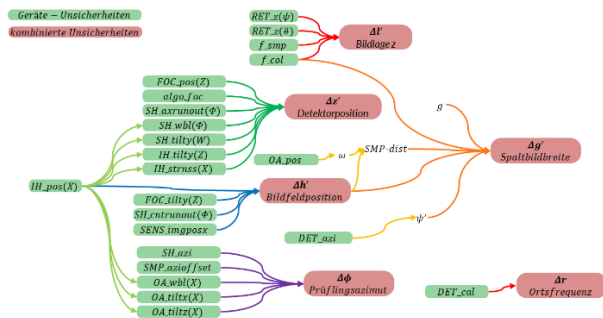 Geräte − Unsicherheiten
kombinierte Unsicherheiten
RET_z(ψ)
RET_z(θ)
f_smp
f_col
Δl'
Bildlage z
FOC_pos(Z)
algo_foc
SH_axrunout(Φ)
SH_wbl(Φ)
SH_tilty(W)
IH_tilty(Z)
IH_strnss(X)
Δz'
Detektorposition
g
OA_pos
ω
SMP-dist
Δg'
Spaltbildbreite
IH_pos(X)
Δh'
Bildfeldposition
FOC_tilty(Z)
SH_cntrunout(Φ)
SENS_imgposx
DET_azi
ψ'
SH_azi
SMP_azioffset
OA_wbl(X)
OA_tiltx(X)
OA_tiltz(X)
Δϕ
Prüflingsazimut
DET_cal
Δr
Ortsfrequenz